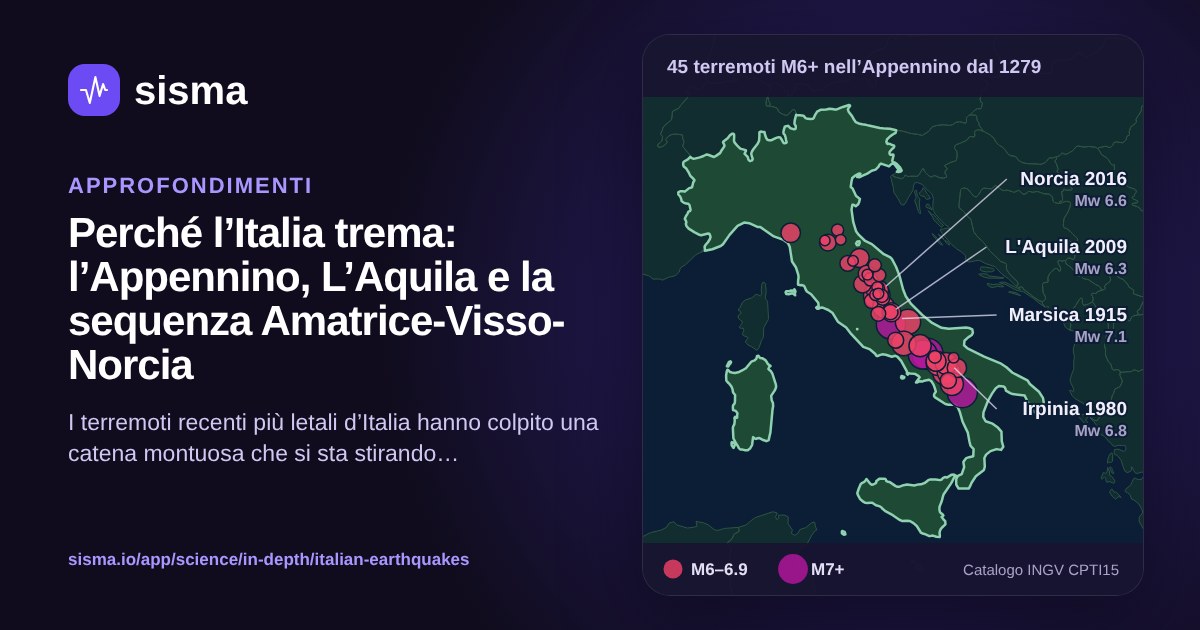 sisma
APPROFONDIMENTI
Perché l’Italia trema:
l’Appennino, L’Aquila e la
sequenza Amatrice-Visso-
Norcia
I terremoti recenti più letali d’Italia hanno colpito una
catena montuosa che si sta stirando…
sisma.io/app/science/in-depth/italian-earthquakes
45 terremoti M6+ nell’Appennino dal 1279
Norcia 2016
Mw 6.6
L'Aquila 2009
Mw 6.3
Marsica 1915
Mw 7.1
Irpinia 1980
Mw 6.8
M6–6.9
M7+
Catalogo INGV CPTI15